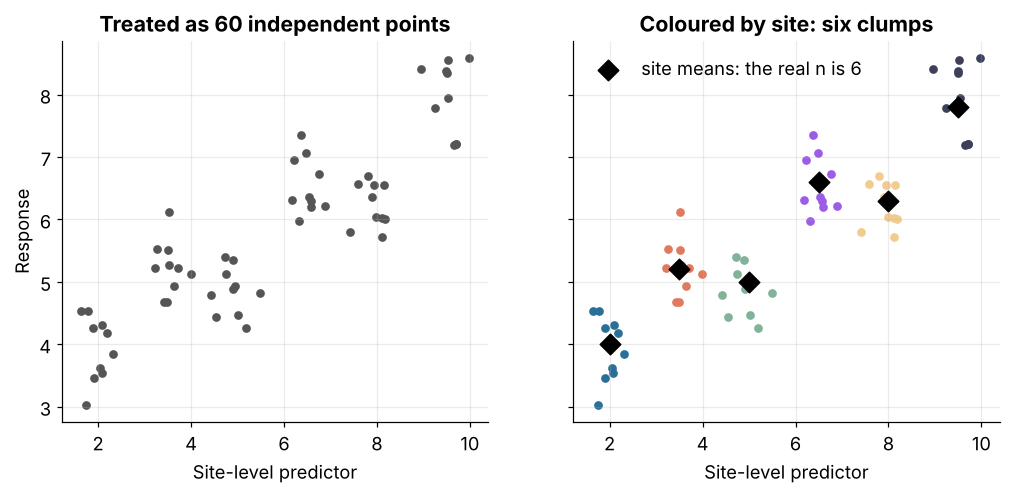 Treated as 60 independent points
Response
8
7
6
5
4
3
2
4
6
8
10
Site-level predictor
Coloured by site: six clumps
site means: the real n is 6
2
4
6
8
10
Site-level predictor